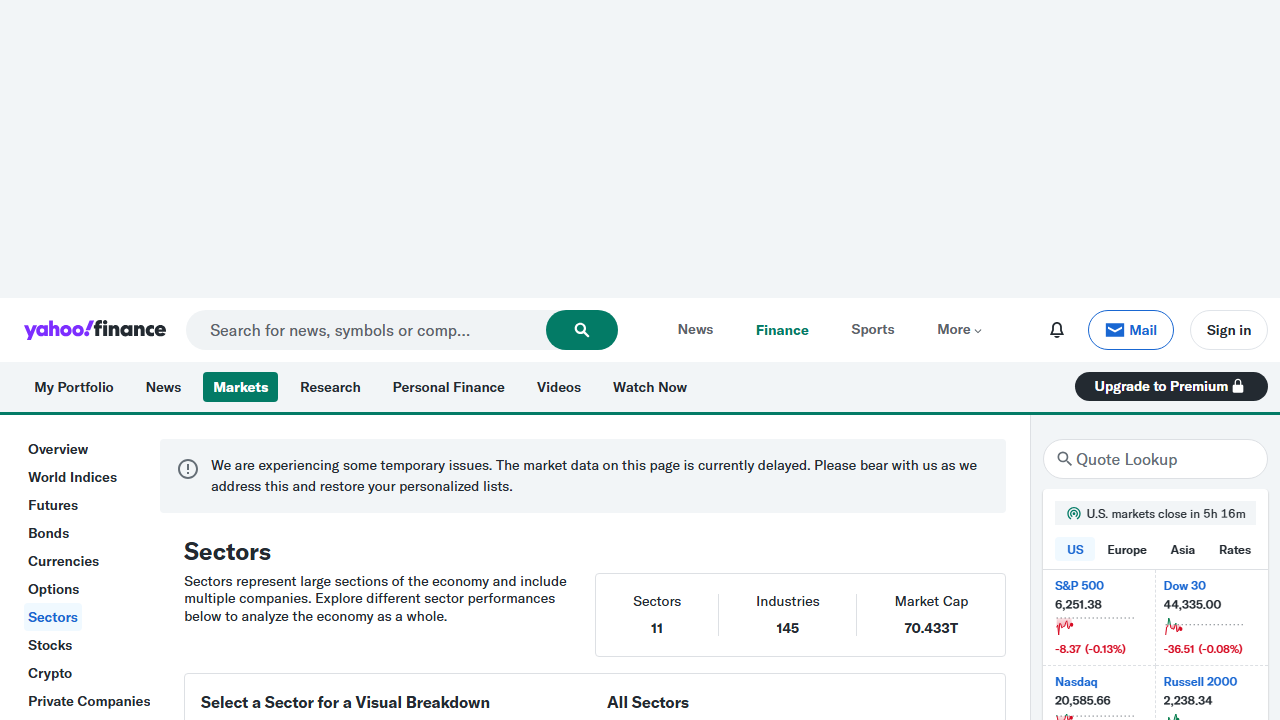 yahoo!finance
Search for news, symbols or comp...
News
Finance
Sports
More
Mail
Sign in
My Portfolio
News
Markets
Research
Personal Finance
Videos
Watch Now
Upgrade to Premium
Overview
World Indices
Futures
Bonds
Currencies
Options
Sectors
Stocks
Crypto
Private Companies
We are experiencing some temporary issues. The market data on this page is currently delayed. Please bear with us as we
address this and restore your personalized lists.
Sectors
Sectors represent large sections of the economy and include
multiple companies. Explore different sector performances
below to analyze the economy as a whole.
Sectors
11
Industries
145
Market Cap
70.433T
Select a Sector for a Visual Breakdown
All Sectors
Quote Lookup
U.S. markets close in 5h 16m
US
Europe
Asia
Rates
S&P 500
6,251.38
-8.37 (-0.13%)
Dow 30
44,335.00
-36.51 (-0.08%)
Nasdaq
20,585.66
Russell 2000
2,238.34